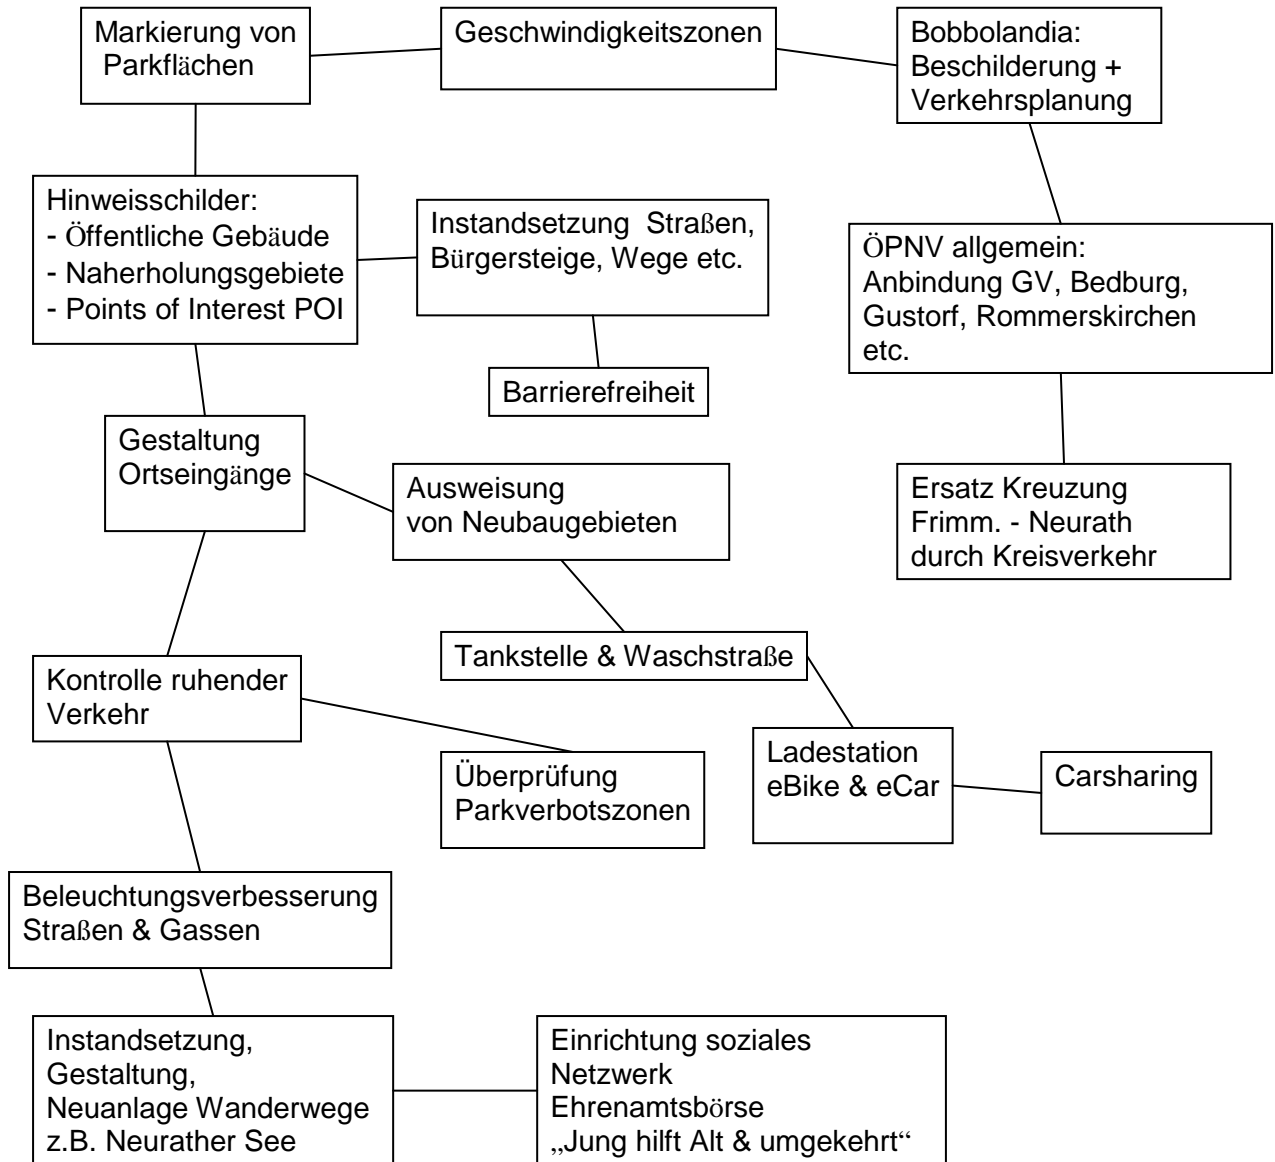 Markierung von
Parkflächen
Geschwindigkeitszonen
Bobbolandia:
Beschilderung +
Verkehrsplanung
Hinweisschilder:
- Öffentliche Gebäude
- Naherholungsgebiete
- Points of Interest POI
Instandsetzung Straßen,
Bürgersteige, Wege etc.
ÖPNV allgemein:
Anbindung GV, Bedburg,
Gustorf, Rommerskirchen
etc.
Barrierefreiheit
Gestaltung
Ortseingänge
Ausweisung
von Neubaugebieten
Ersatz Kreuzung
Frimm. - Neurath
durch Kreisverkehr
Tankstelle & Waschstraße
Kontrolle ruhender
Verkehr
Überprüfung
Parkverbotszonen
Ladestation
eBike & eCar
Carsharing
Beleuchtungsverbesserung
Straßen & Gassen
Instandsetzung,
Gestaltung,
Neuanlage Wanderwege
z.B. Neurather See
Einrichtung soziales
Netzwerk
Ehrenamtsbörse
„Jung hilft Alt & umgekehrt“